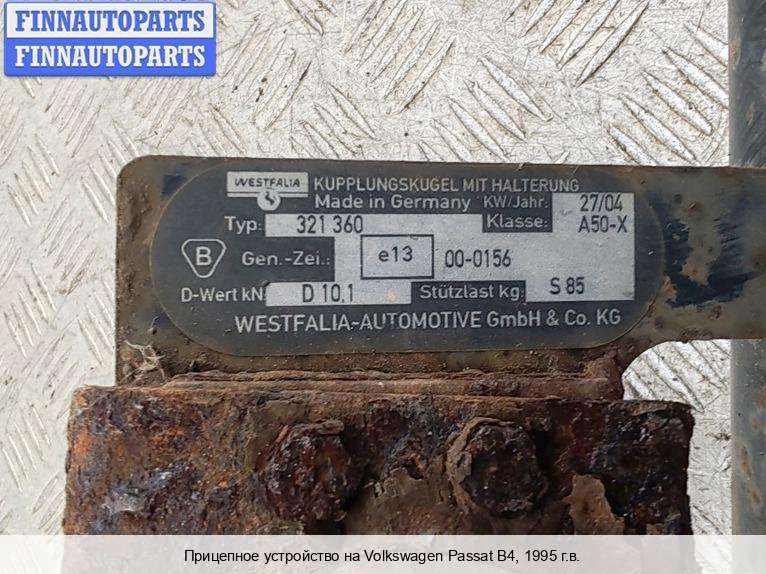 FINNAUTOPARTS
FINNAUTOPARTS
WESTFALIA KUPPLUNGSKUGEL MIT HALTERUNG
Made in Germany KW/Jahr: 27/04
Typ: 321 360 Klasse: A50-X
B Gen.-Zei.: e13 00-0156
D-Wert kN: D 10.1 Stützlast kg: S 85
WESTFALIA-AUTOMOTIVE GmbH & Co. KG
Прицепное устройство на Volkswagen Passat B4, 1995 г.в.